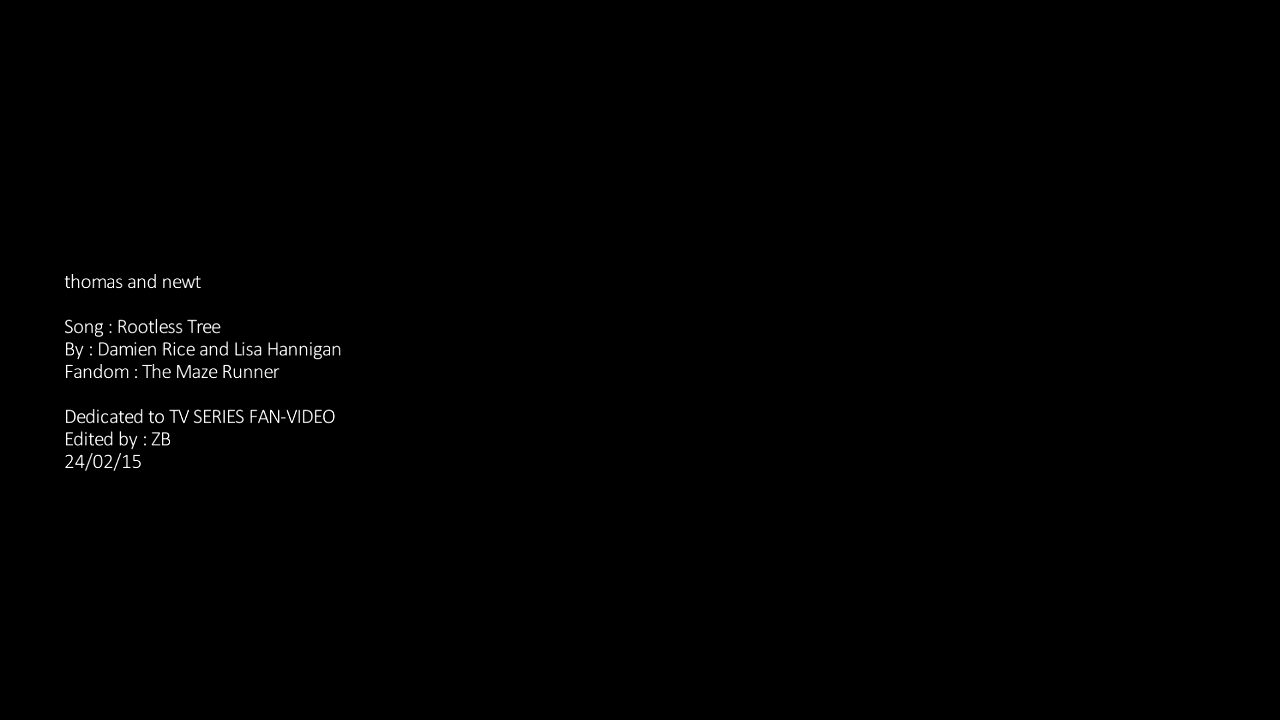 thomas and newt
Song : Rootless Tree
By : Damien Rice and Lisa Hannigan
Fandom : The Maze Runner
Dedicated to TV SERIES FAN-VIDEO
Edited by : ZB
24/02/15